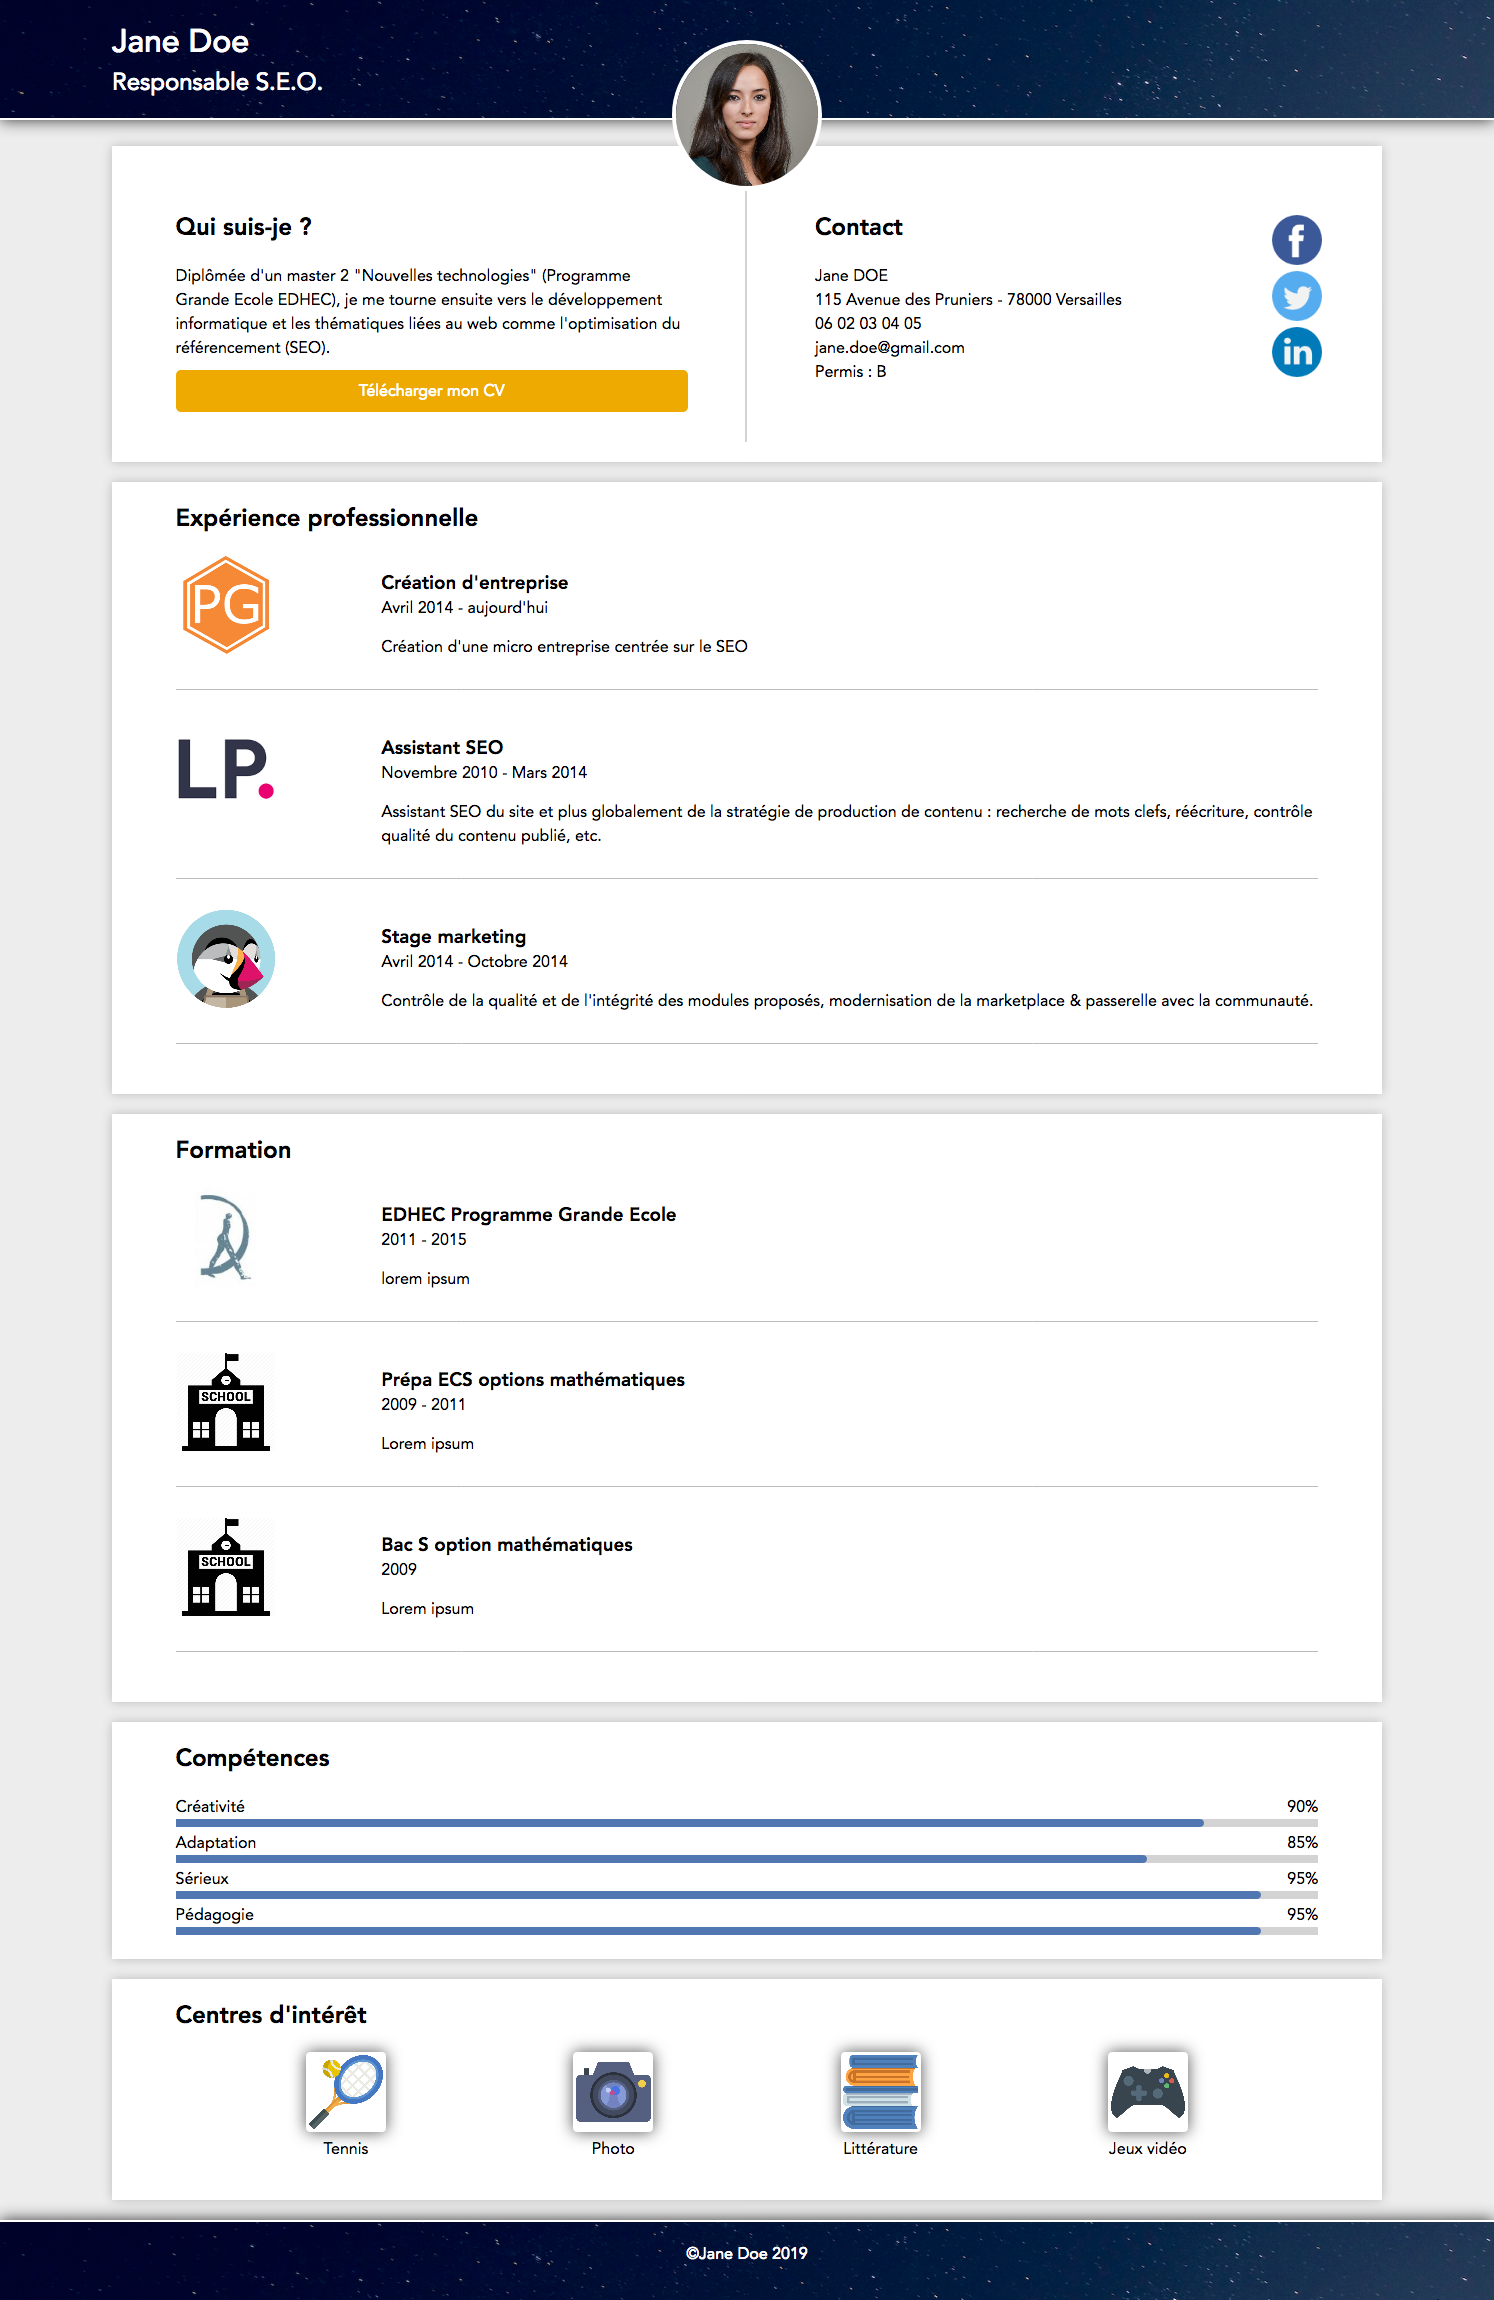 Jane Doe
Responsable S.E.O.
Qui suis-je ?
Diplômée d'un master 2 "Nouvelles technologies" (Programme
Grande Ecole EDHEC), je me tourne ensuite vers le développement
informatique et les thématiques liées au web comme l'optimisation du
référencement (SEO).
Télécharger mon CV
Contact
Jane DOE
115 Avenue des Pruniers - 78000 Versailles
06 02 03 04 05
jane.doe@gmail.com
Permis : B
f
in
Expérience professionnelle
PG
Création d'entreprise
Avril 2014 - aujourd'hui
Création d'une micro entreprise centrée sur le SEO
LP.
Assistant SEO
Novembre 2010 - Mars 2014
Assistant SEO du site et plus globalement de la stratégie de production de contenu : recherche de mots clefs, réécriture, contrôle
qualité du contenu publié, etc.
Stage marketing
Avril 2014 - Octobre 2014
Contrôle de la qualité et de l'intégrité des modules proposés, modernisation de la marketplace & passerelle avec la communauté.
Formation
EDHEC Programme Grande Ecole
2011 - 2015
lorem ipsum
SCHOOL
Prépa ECS options mathématiques
2009 - 2011
Lorem ipsum
SCHOOL
Bac S option mathématiques
2009
Lorem ipsum
Compétences
Créativité 90%
Adaptation 85%
Sérieux 95%
Pédagogie 95%
Centres d'intérêt
Tennis
Photo
Littérature
Jeux vidéo
©Jane Doe 2019